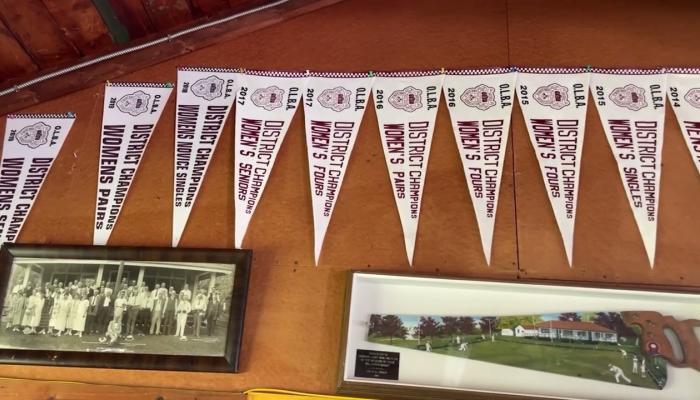 O.L.B.A.
DISTRICT CHAMPIONS
WOMENS
O.L.B.A.
DISTRICT CHAMPIONS
WOMENS PAIRS
O.L.B.A.
DISTRICT CHAMPIONS
WOMENS NOVICE SINGLES
2017 O.L.B.A.
DISTRICT CHAMPIONS
WOMEN'S SENIORS
2017 O.L.B.A.
DISTRICT CHAMPIONS
WOMEN'S FOURS
2016 O.L.B.A.
DISTRICT CHAMPIONS
WOMEN'S PAIRS
2016 O.L.B.A.
DISTRICT CHAMPIONS
WOMEN'S FOURS
2015 O.L.B.A.
DISTRICT CHAMPIONS
WOMEN'S FOURS
2015 O.L.B.A.
DISTRICT CHAMPIONS
WOMEN'S SINGLES
2014